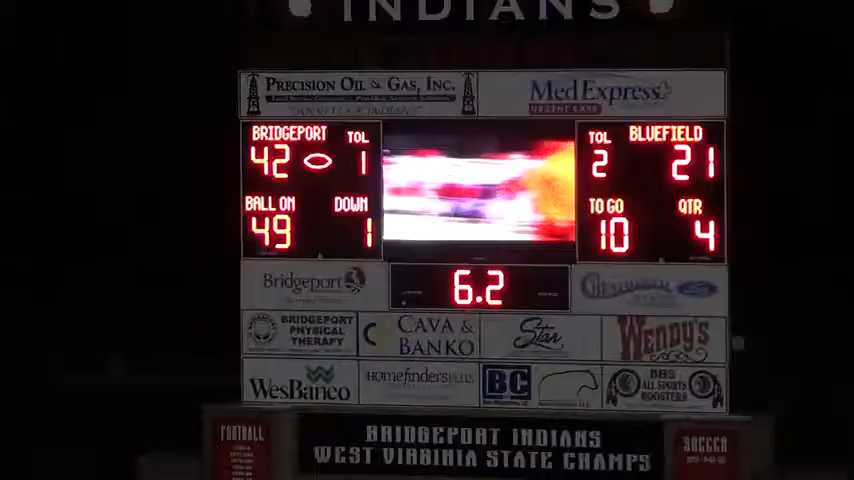 INDIANS
PRECISION OIL & GAS, INC.
MedExpress
URGENT CARE
BRIDGEPORT TOL
42 1
BALL ON DOWN
49 1
TOL BLUEFIELD
2 21
TO GO QTR
10 4
Bridgeport
6.2
BRIDGEPORT
PHYSICAL
THERAPY
CAVA &
BANKO
Star
WENDY'S
WesBanco
Homefinders
BC
BHS
ALL SPORTS
BOOSTERS
FOOTBALL
BRIDGEPORT INDIANS
WEST VIRGINIA STATE CHAMPS
SOCCER